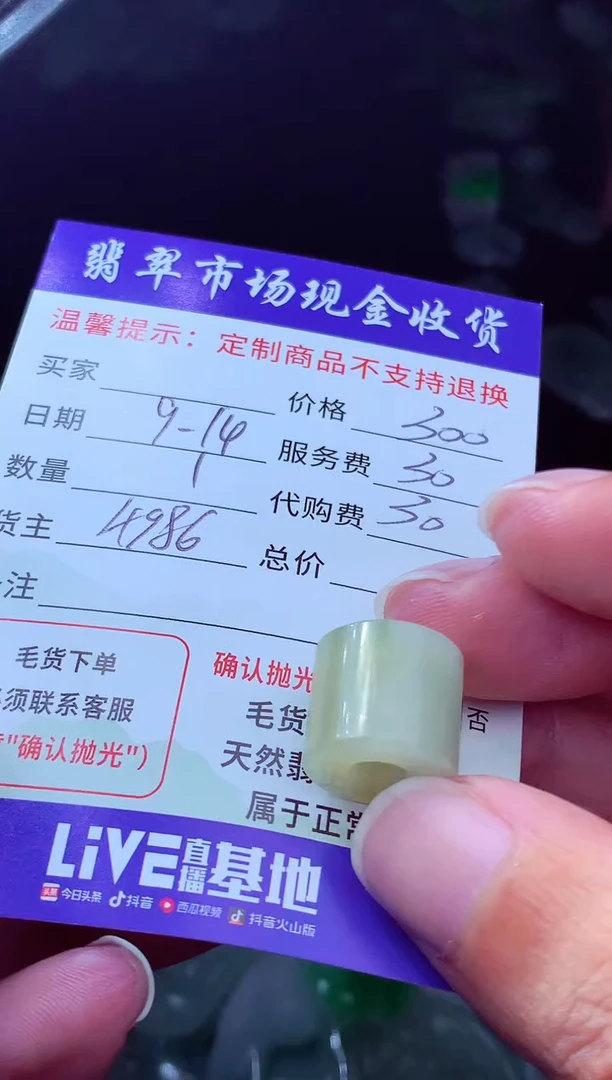 翡翠市场现金收货
温馨提示：定制商品不支持退换
买家 价格 300
日期 9-14 服务费 30
数量 1 代购费 30
货主 4986 总价
注
毛货下单 确认抛光
须联系客服 毛货 否
"确认抛光") 天然翡
属于正常
LiVE直播基地
头条 今日头条 抖音 西瓜视频 抖音火山版